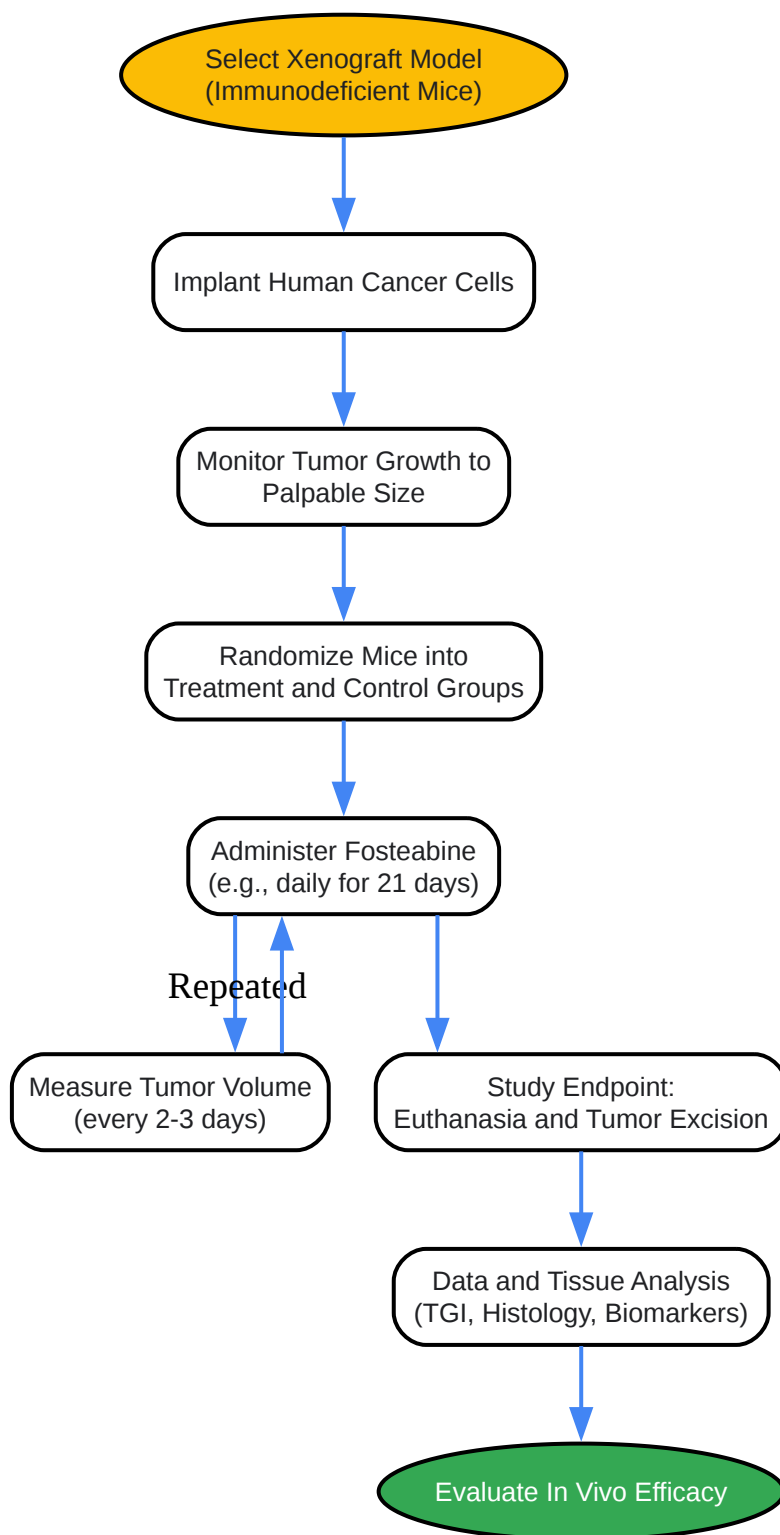 Select Xenograft Model
(Immunodeficient Mice)
Implant Human Cancer Cells
Monitor Tumor Growth to
Palpable Size
Randomize Mice into
Treatment and Control Groups
Administer Fosteabine
(e.g., daily for 21 days)
Repeated
Measure Tumor Volume
(every 2-3 days)
Study Endpoint:
Euthanasia and Tumor Excision
Data and Tissue Analysis
(TGI, Histology, Biomarkers)
Evaluate In Vivo Efficacy